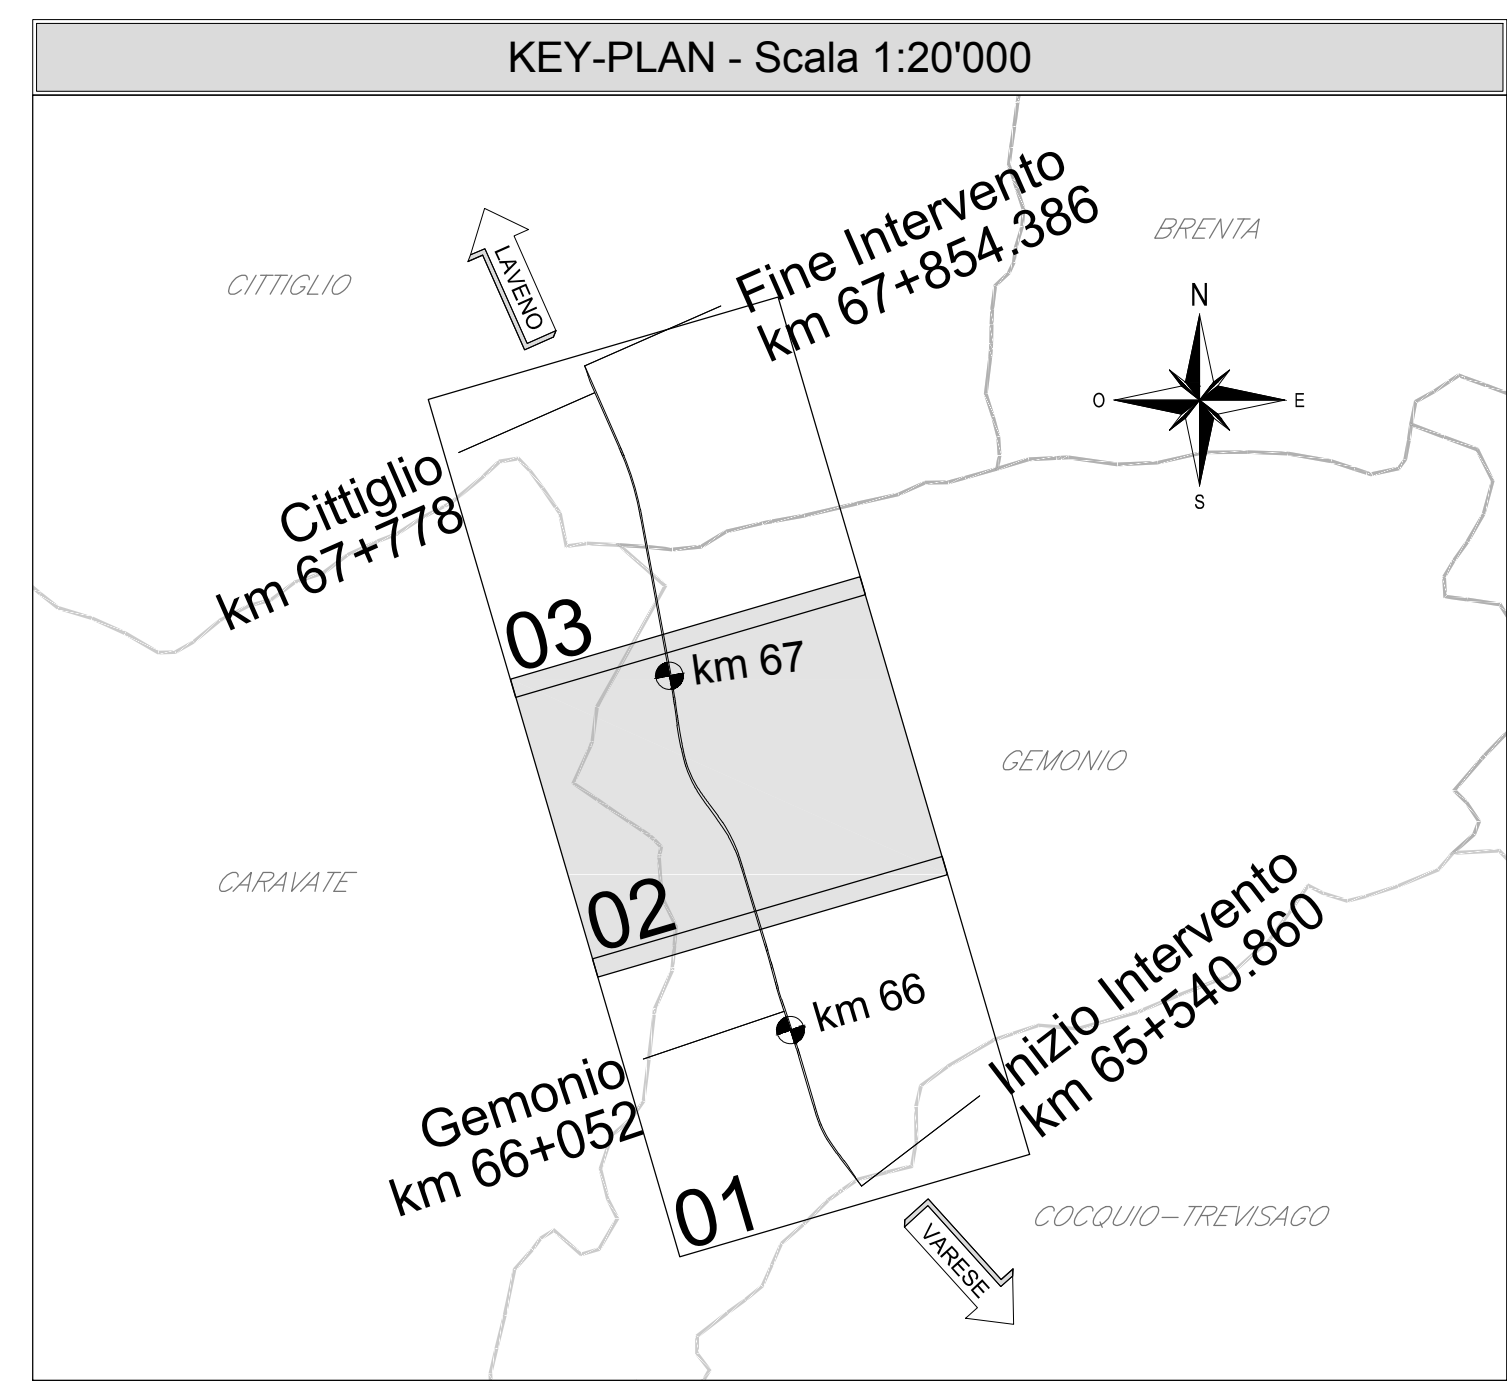 KEY-PLAN - Scala 1:20'000
Fine Intervento
km 67+854.386
BRENTA
LAVENO
CITTIGLIO
N
O
E
S
Cittiglio
km 67+778
03
km 67
GEMONIO
CARAVATE
02
Inizio Intervento
km 65+540.860
km 66
Gemonio
km 66+052
01
COCQUIO-TREVISAGO
VARESE